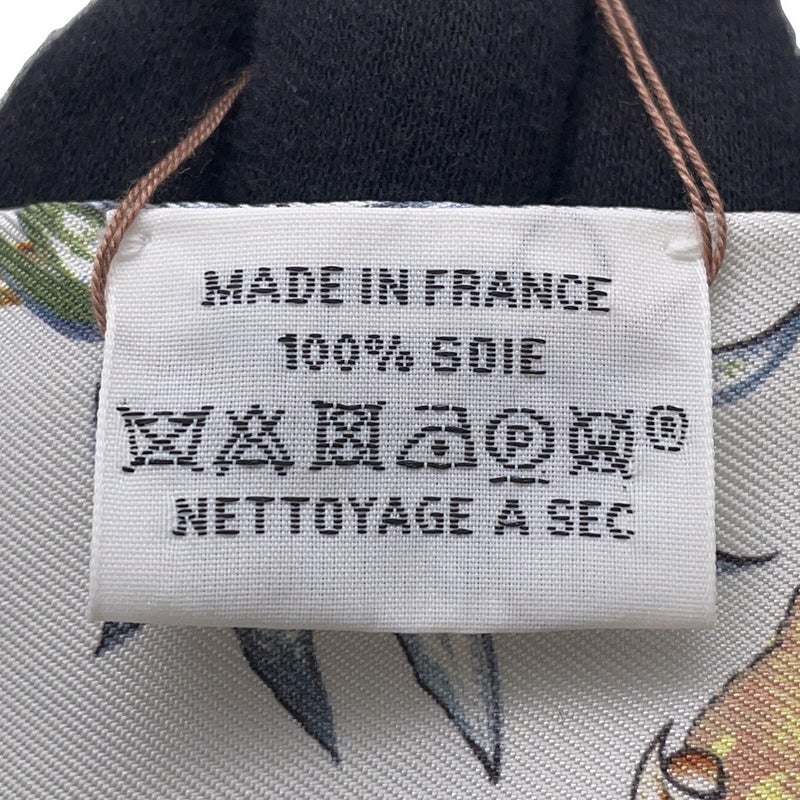 MADE IN FRANCE
100% SOIE
P ®
NETTOYAGE A SEC